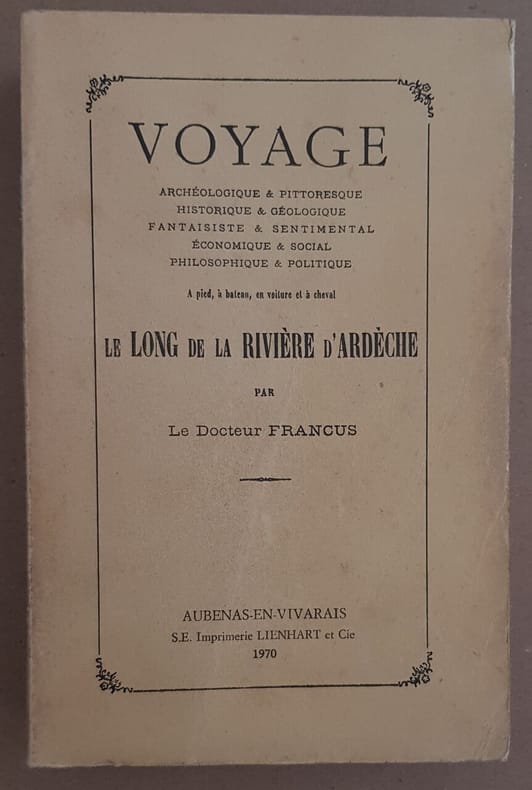 VOYAGE
ARCHÉOLOGIQUE & PITTORESQUE
HISTORIQUE & GÉOLOGIQUE
FANTAISISTE & SENTIMENTAL
ÉCONOMIQUE & SOCIAL
PHILOSOPHIQUE & POLITIQUE
A pied, à bateau, en voiture et à cheval
LE LONG DE LA RIVIÈRE D'ARDÈCHE
PAR
Le Docteur FRANCUS
AUBENAS-EN-VIVARAIS
S.E. Imprimerie LIENHART et Cie
1970